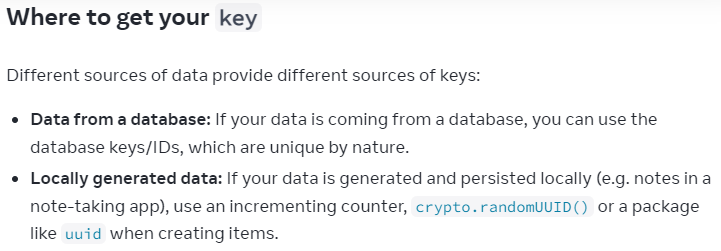 Where to get your key
Different sources of data provide different sources of keys:
• Data from a database: If your data is coming from a database, you can use the
database keys/IDs, which are unique by nature.
• Locally generated data: If your data is generated and persisted locally (e.g. notes in a
note-taking app), use an incrementing counter, crypto.randomUUID() or a package
like uuid when creating items.